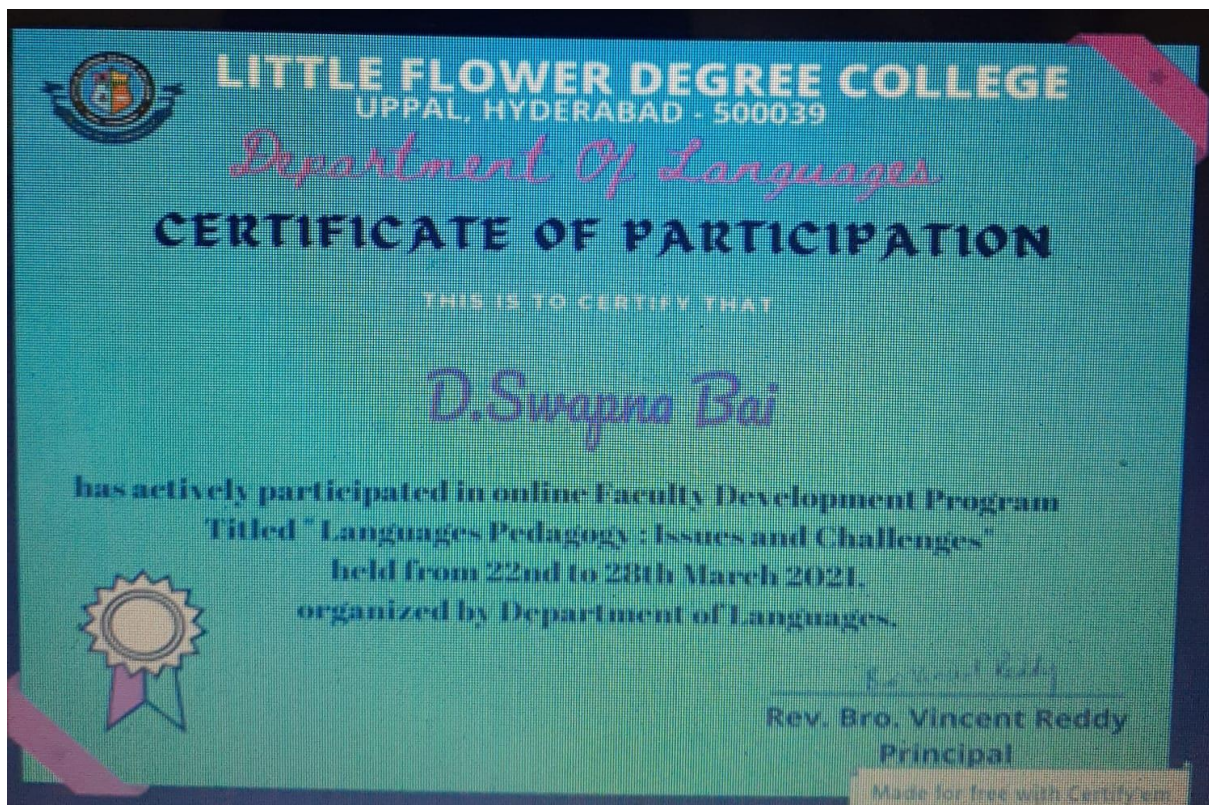 LITTLE FLOWER DEGREE COLLEGE
UPPAL, HYDERABAD - 500039
Department Of Languages
CERTIFICATE OF PARTICIPATION
THIS IS TO CERTIFY THAT
D.Swapna Bai
has actively participated in online Faculty Development Program
Titled "Languages Pedagogy : Issues and Challenges"
held from 22nd to 28th March 2021.
organized by Department of Languages.
Rev. Bro. Vincent Reddy
Principal
Made for free with Certify'em